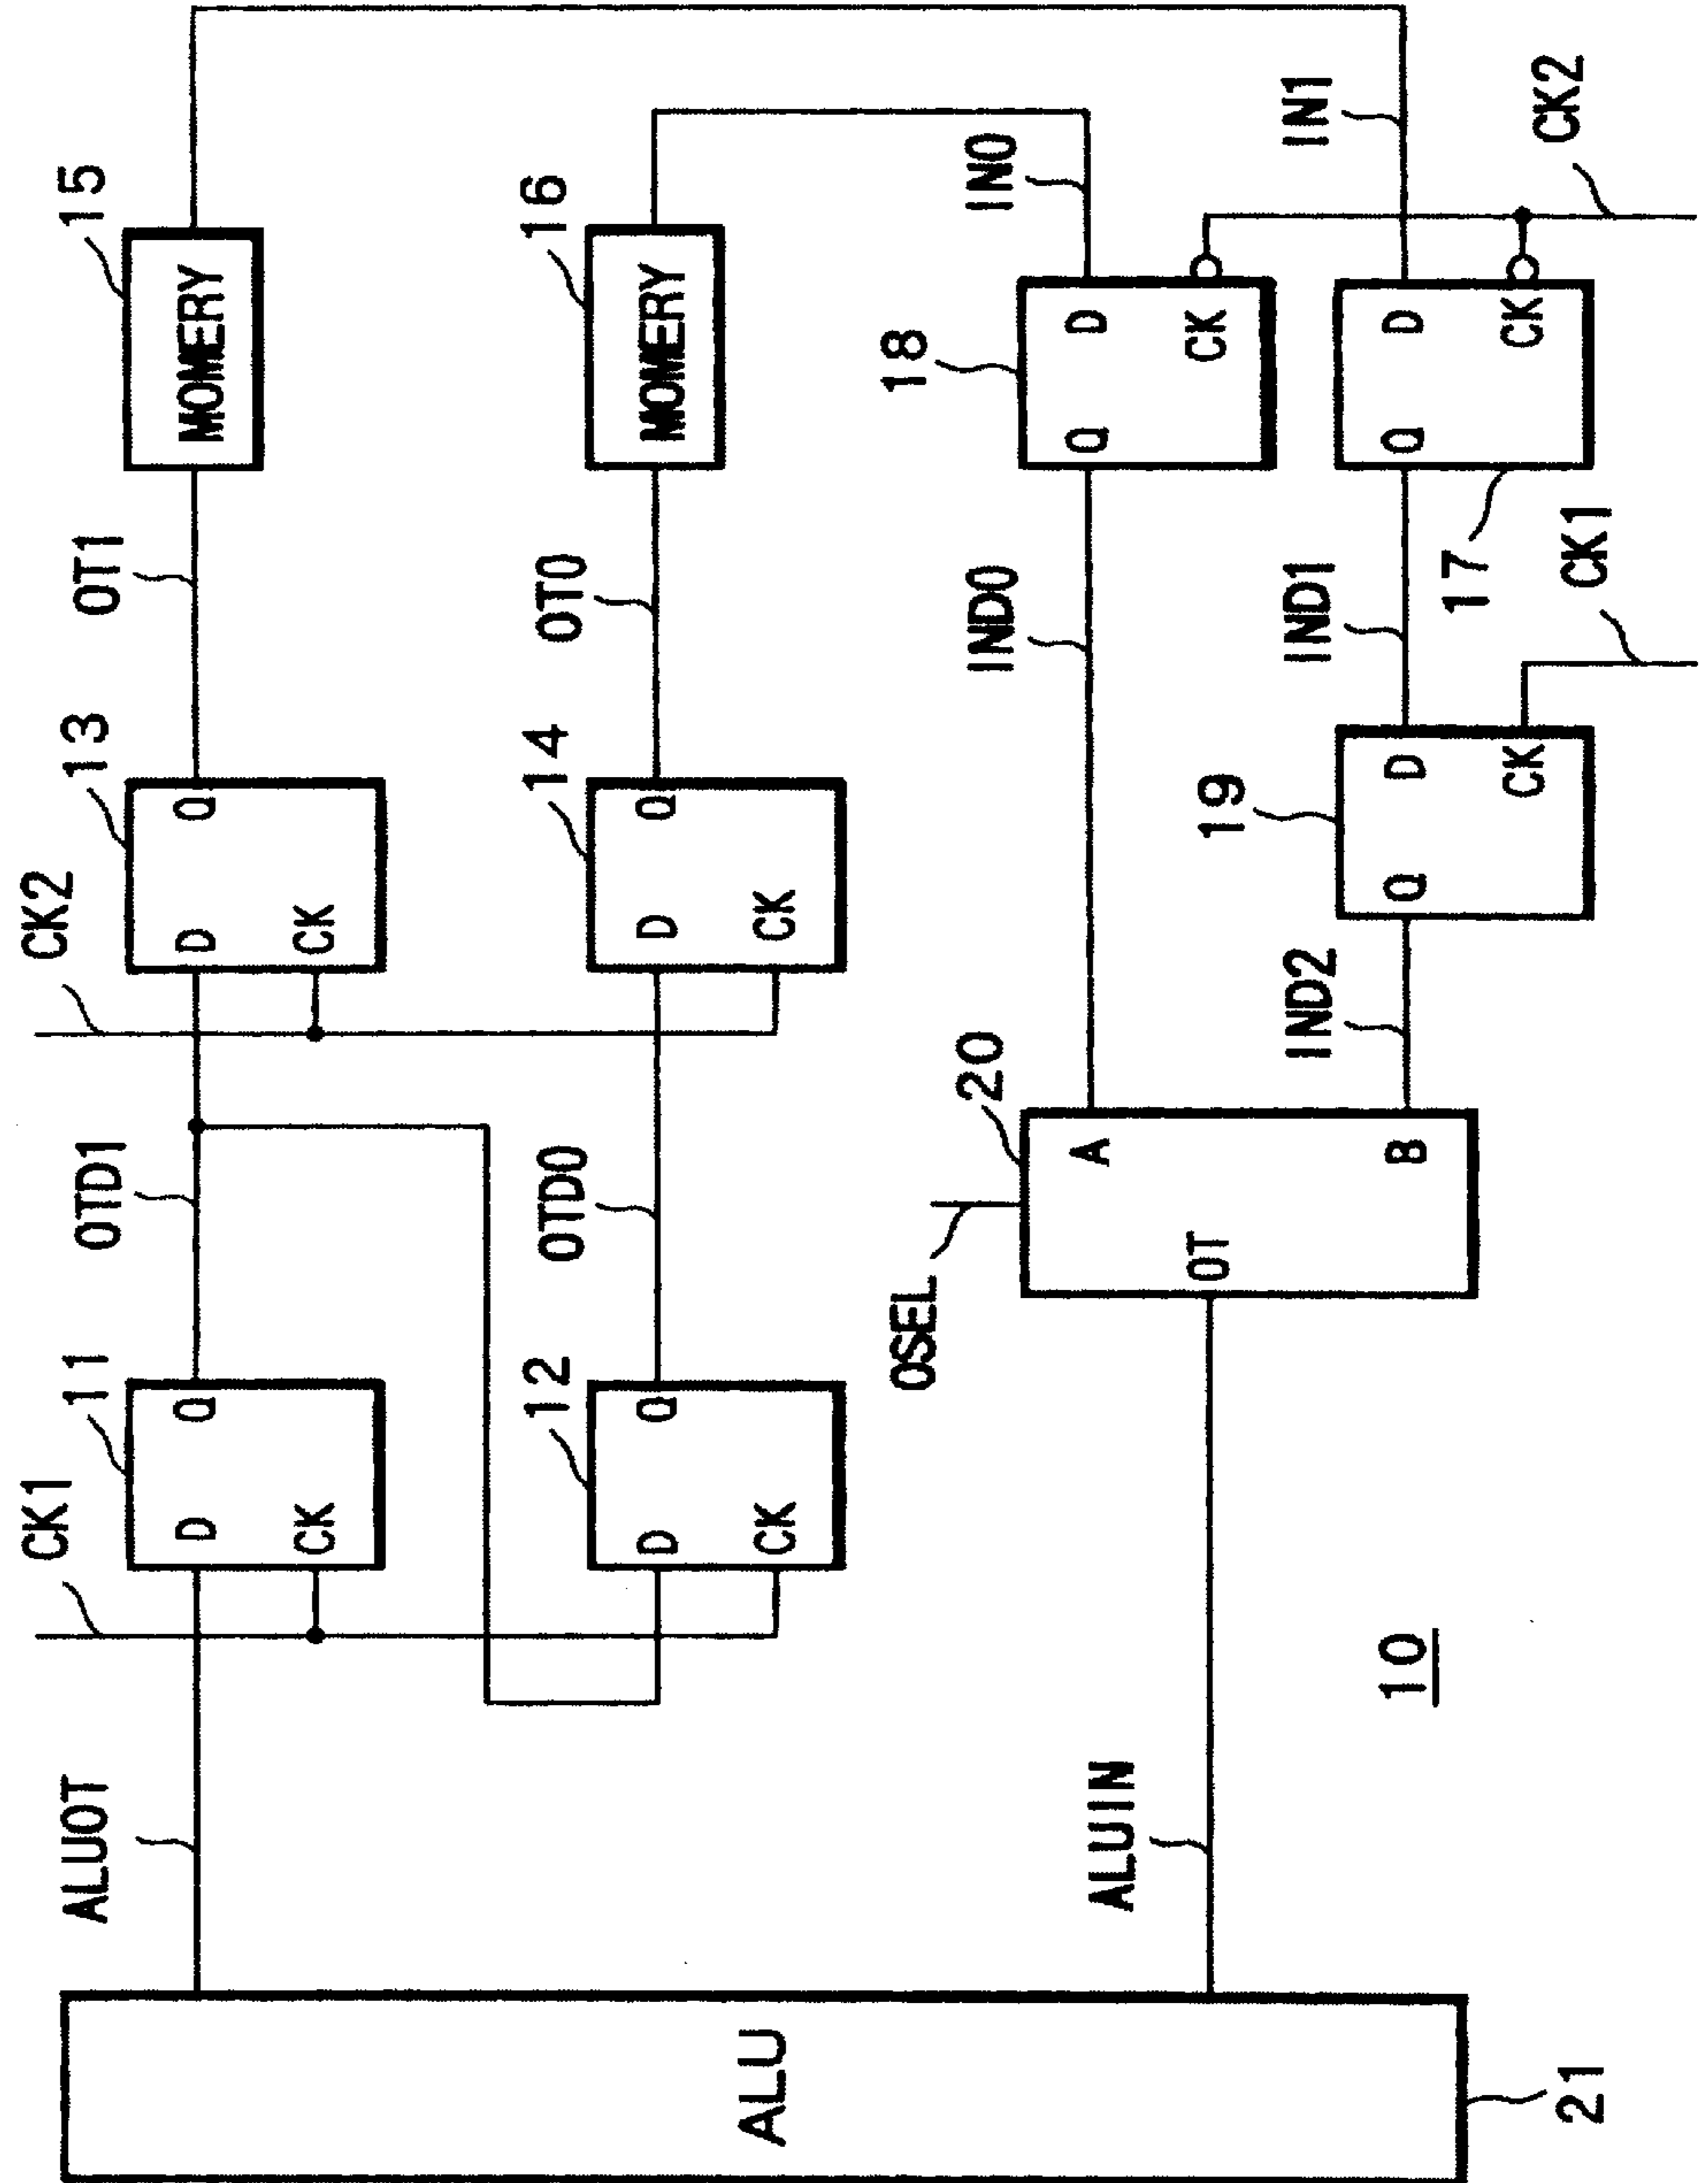 CK1
CK2
ALUOT
11
OTD1
13
OT1
15
D
Q
CK
D
Q
CK
MOMERY
12
OTD0
14
OT0
16
D
Q
CK
D
Q
CK
MOMERY
ALU
OSEL
20
18
IND0
IN0
A
Q
D
CK
ALUIN
OT
B
IND2
19
IND1
IN1
Q
D
CK
Q
D
CK
21
10
17
CK1
CK2